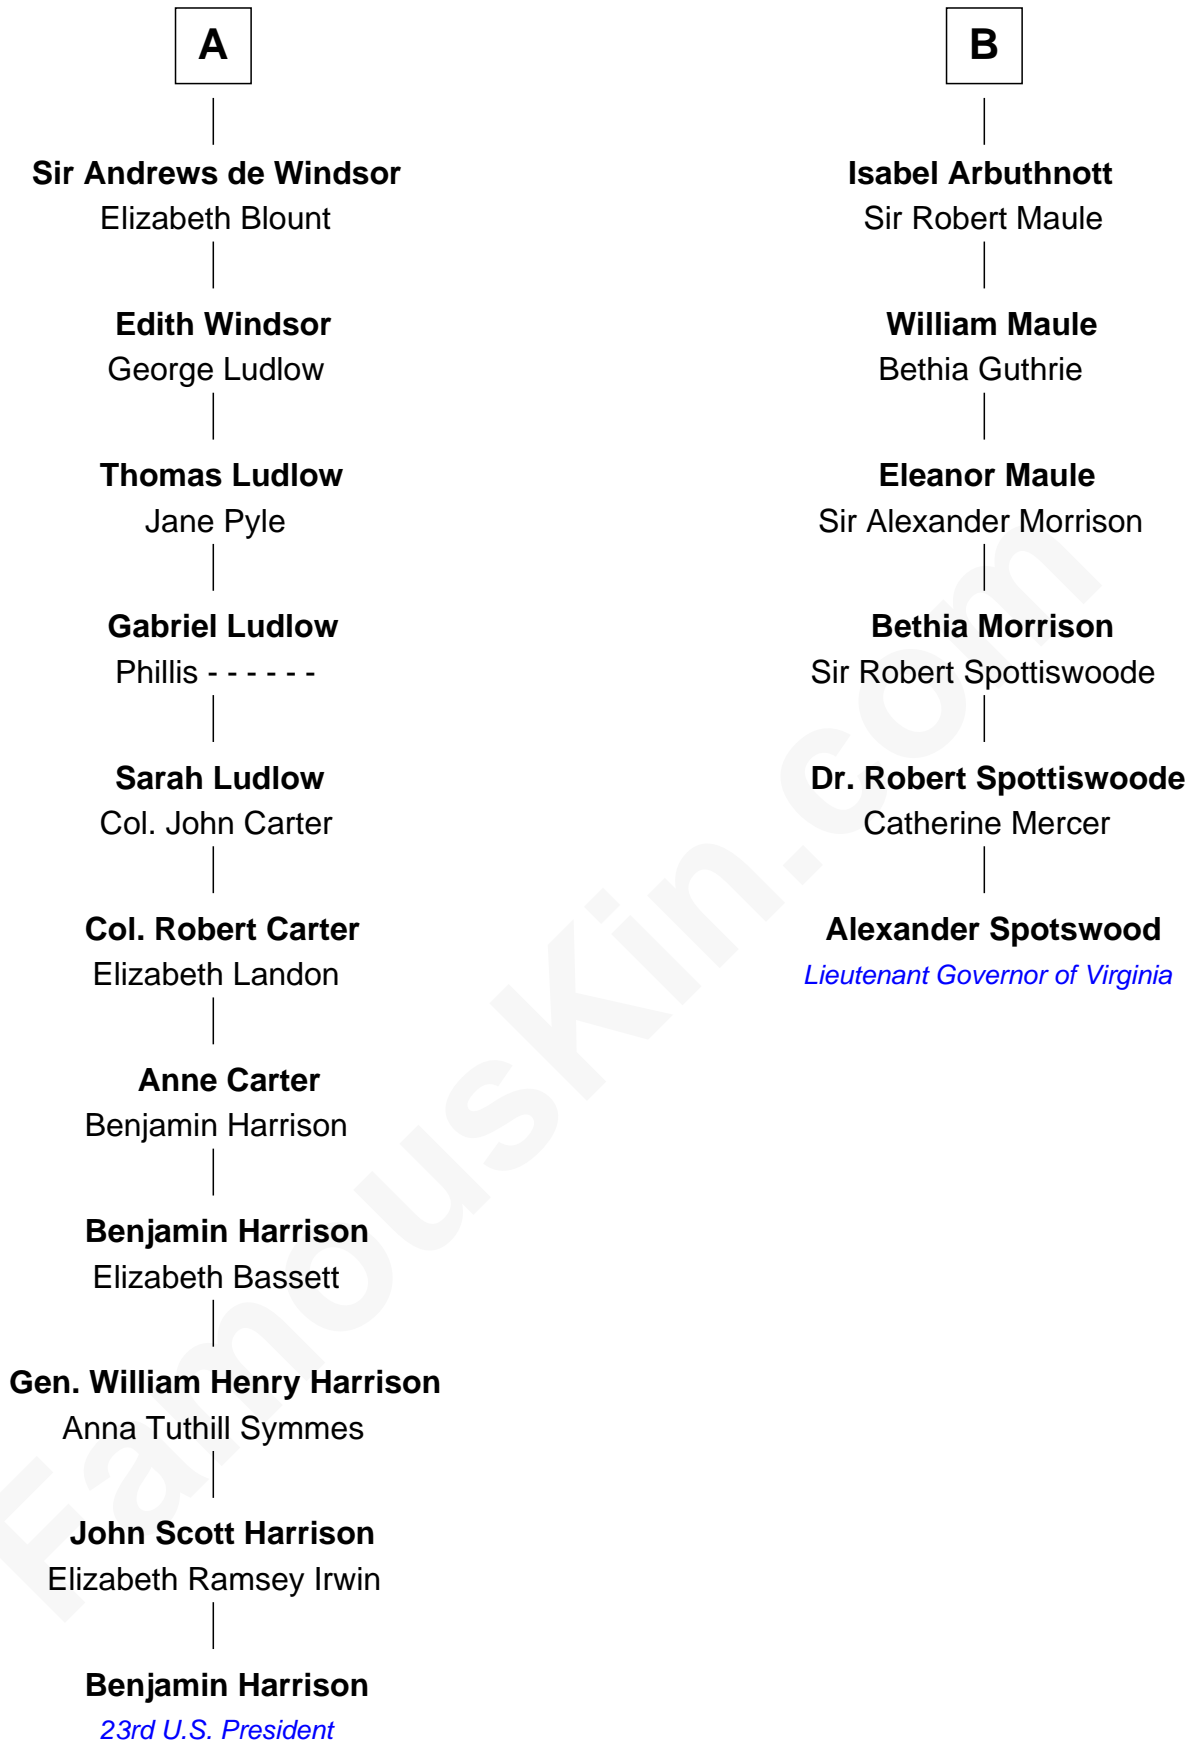 A
Sir Andrews de Windsor
Elizabeth Blount
Edith Windsor
George Ludlow
Thomas Ludlow
Jane Pyle
Gabriel Ludlow
Phillis - - - - - -
Sarah Ludlow
Col. John Carter
Col. Robert Carter
Elizabeth Landon
Anne Carter
Benjamin Harrison
Benjamin Harrison
Elizabeth Bassett
Gen. William Henry Harrison
Anna Tuthill Symmes
John Scott Harrison
Elizabeth Ramsey Irwin
Benjamin Harrison
23rd U.S. President
B
Isabel Arbuthnott
Sir Robert Maule
William Maule
Bethia Guthrie
Eleanor Maule
Sir Alexander Morrison
Bethia Morrison
Sir Robert Spottiswoode
Dr. Robert Spottiswoode
Catherine Mercer
Alexander Spotswood
Lieutenant Governor of Virginia
FamousKin.com